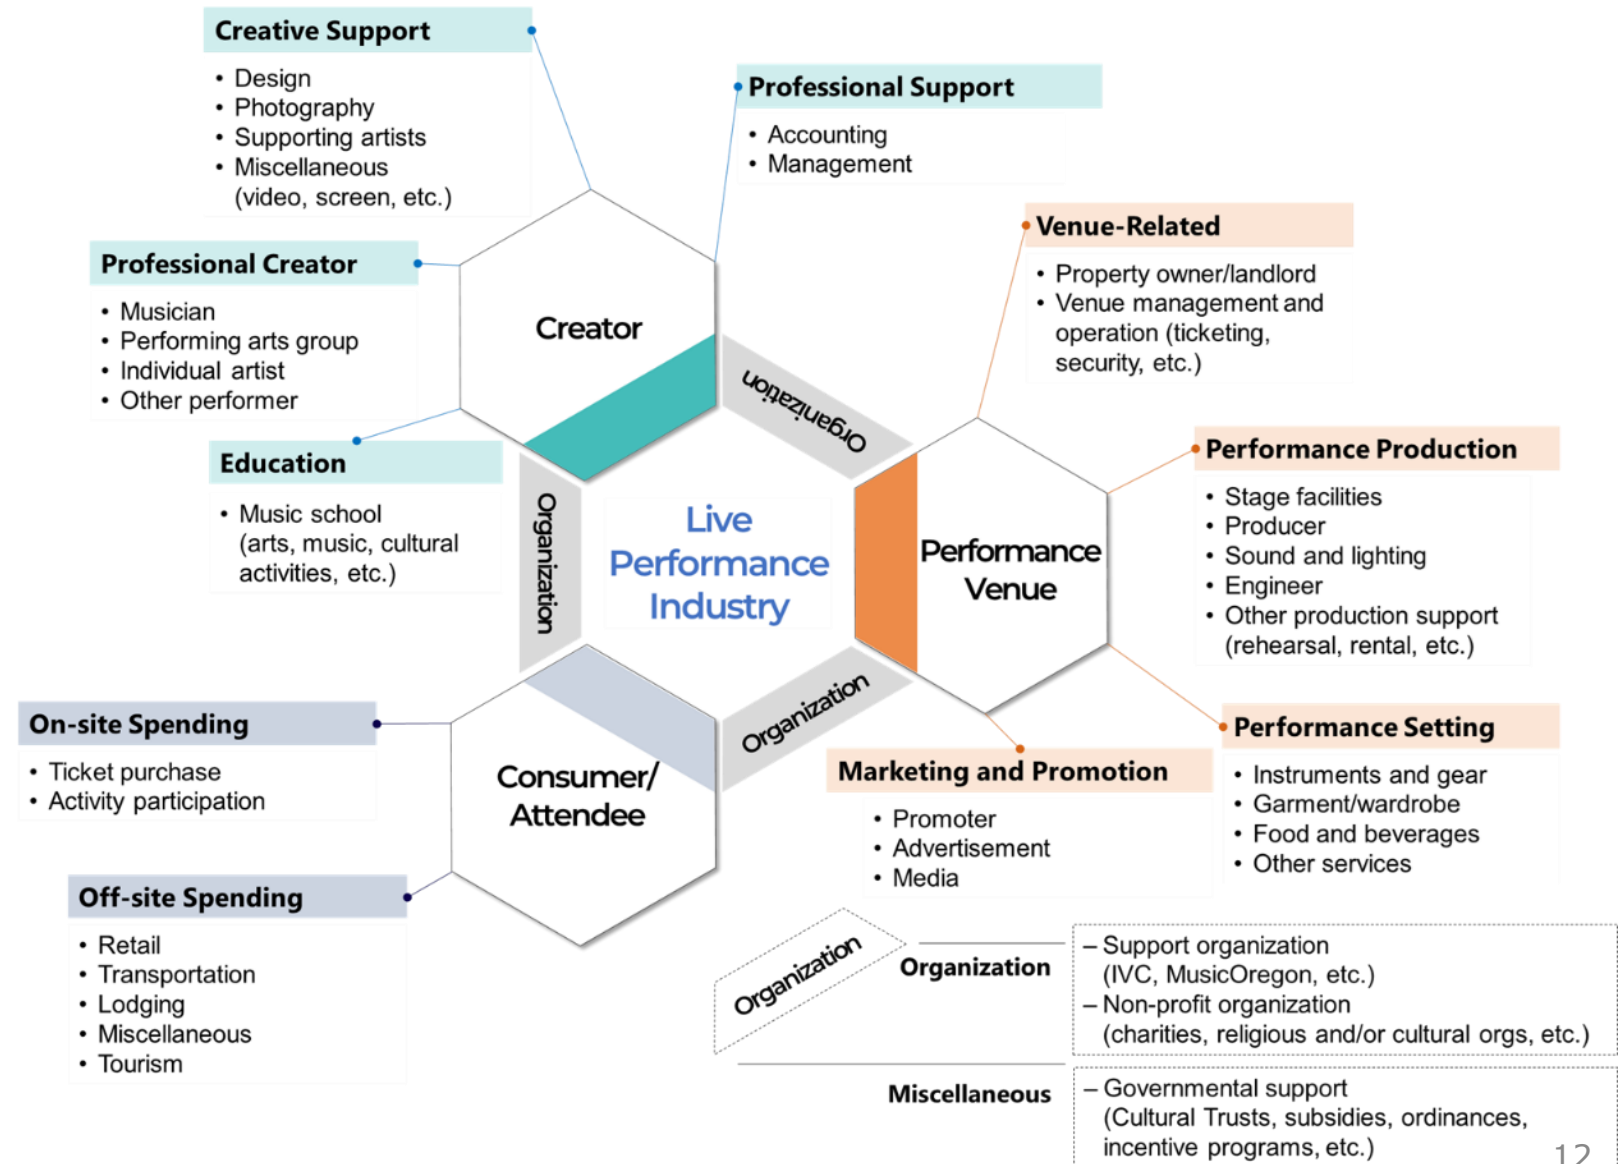 Creative Support
• Design
• Photography
• Supporting artists
• Miscellaneous
(video, screen, etc.)
Professional Support
• Accounting
• Management
Professional Creator
• Musician
• Performing arts group
• Individual artist
• Other performer
Education
• Music school
(arts, music, cultural
activities, etc.)
Creator
Organization
Organization
Live
Performance
Industry
Venue-Related
• Property owner/landlord
• Venue management and
operation (ticketing,
security, etc.)
Performance
Venue
Performance Production
• Stage facilities
• Producer
• Sound and lighting
• Engineer
• Other production support
(rehearsal, rental, etc.)
Performance Setting
• Instruments and gear
• Garment/wardrobe
• Food and beverages
• Other services
Organization
Marketing and Promotion
• Promoter
• Advertisement
• Media
On-site Spending
• Ticket purchase
• Activity participation
Consumer/
Attendee
Off-site Spending
• Retail
• Transportation
• Lodging
• Miscellaneous
• Tourism
Organization
Organization
– Support organization
(IVC, MusicOregon, etc.)
– Non-profit organization
(charities, religious and/or cultural orgs, etc.)
Miscellaneous
– Governmental support
(Cultural Trusts, subsidies, ordinances,
incentive programs, etc.)
12